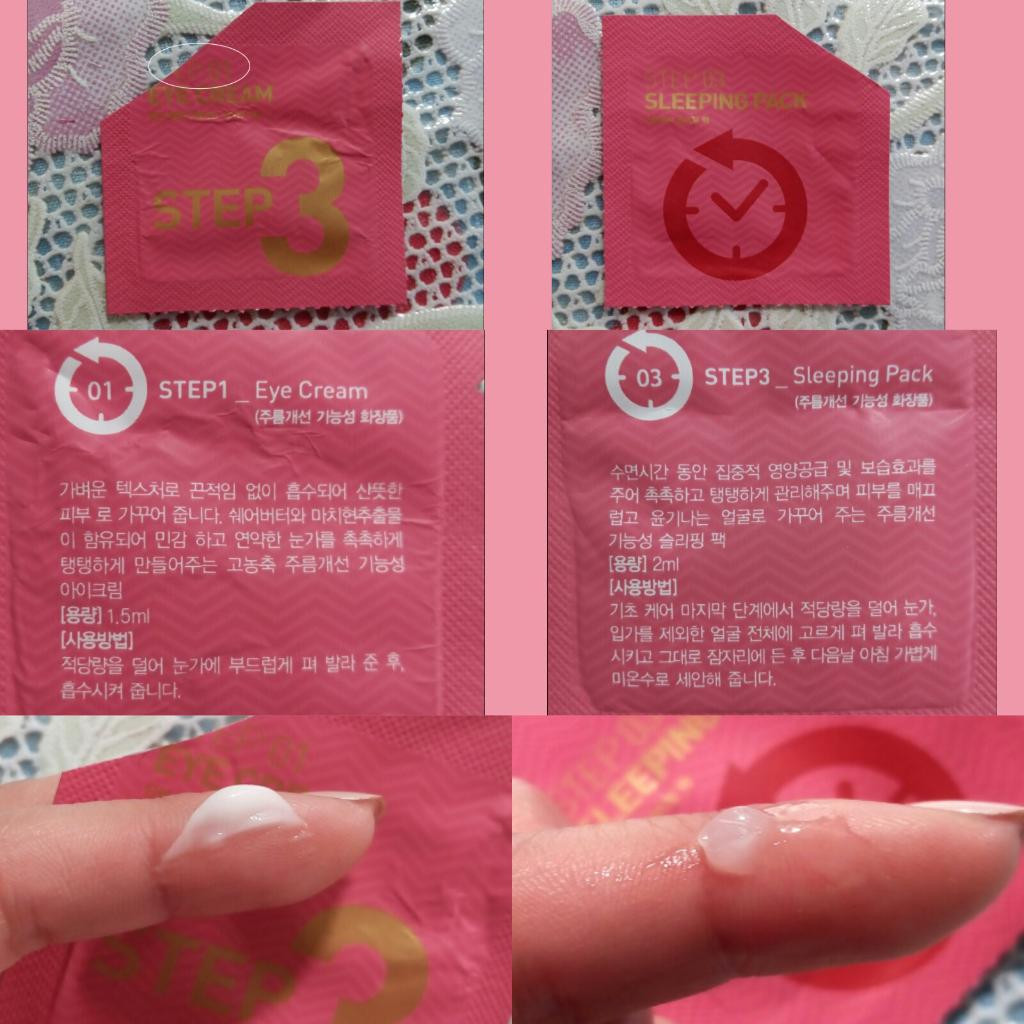 EYE CREAM
STEP 3
STEP 03
SLEEPING PACK
01
STEP1 _ Eye Cream
(주름개선 기능성 화장품)
가벼운 텍스처로 끈적임 없이 흡수되어 산뜻한
피부 로 가꾸어 줍니다. 쉐어버터와 마치현추출물
이 함유되어 민감 하고 연약한 눈가를 촉촉하게
탱탱하게 만들어주는 고농축 주름개선 기능성
아이크림
[용량] 1.5ml
[사용방법]
적당량을 덜어 눈가에 부드럽게 펴 발라 준 후,
흡수시켜 줍니다.
03
STEP3 _ Sleeping Pack
(주름개선 기능성 화장품)
수면시간 동안 집중적 영양공급 및 보습효과를
주어 촉촉하고 탱탱하게 관리해주며 피부를 매끄
럽고 윤기나는 얼굴로 가꾸어 주는 주름개선
기능성 슬리핑 팩
[용량] 2ml
[사용방법]
기초 케어 마지막 단계에서 적당량을 덜어 눈가,
입가를 제외한 얼굴 전체에 고르게 펴 발라 흡수
시키고 그대로 잠자리에 든 후 다음날 아침 가볍게
미온수로 세안해 줍니다.
01
EYE
STEP
STEP 0
SLEEPING